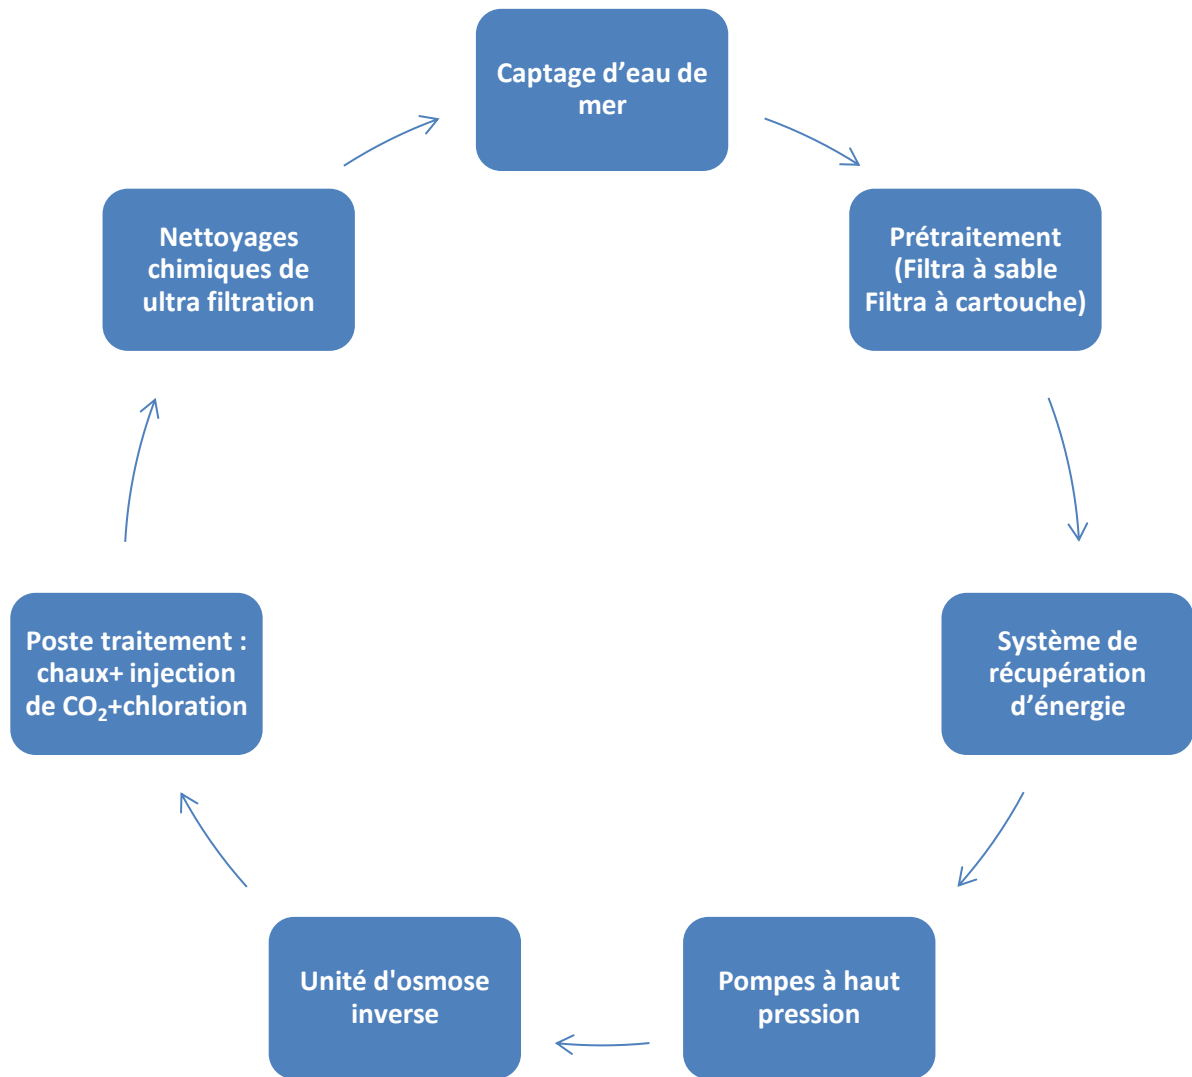 Captage d’eau de
mer
Prétraitement
(Filtra à sable
Filtra à cartouche)
Système de
récupération
d’énergie
Pompes à haut
pression
Unité d'osmose
inverse
Poste traitement :
chaux+ injection
de CO₂+chloration
Nettoyages
chimiques de
ultra filtration